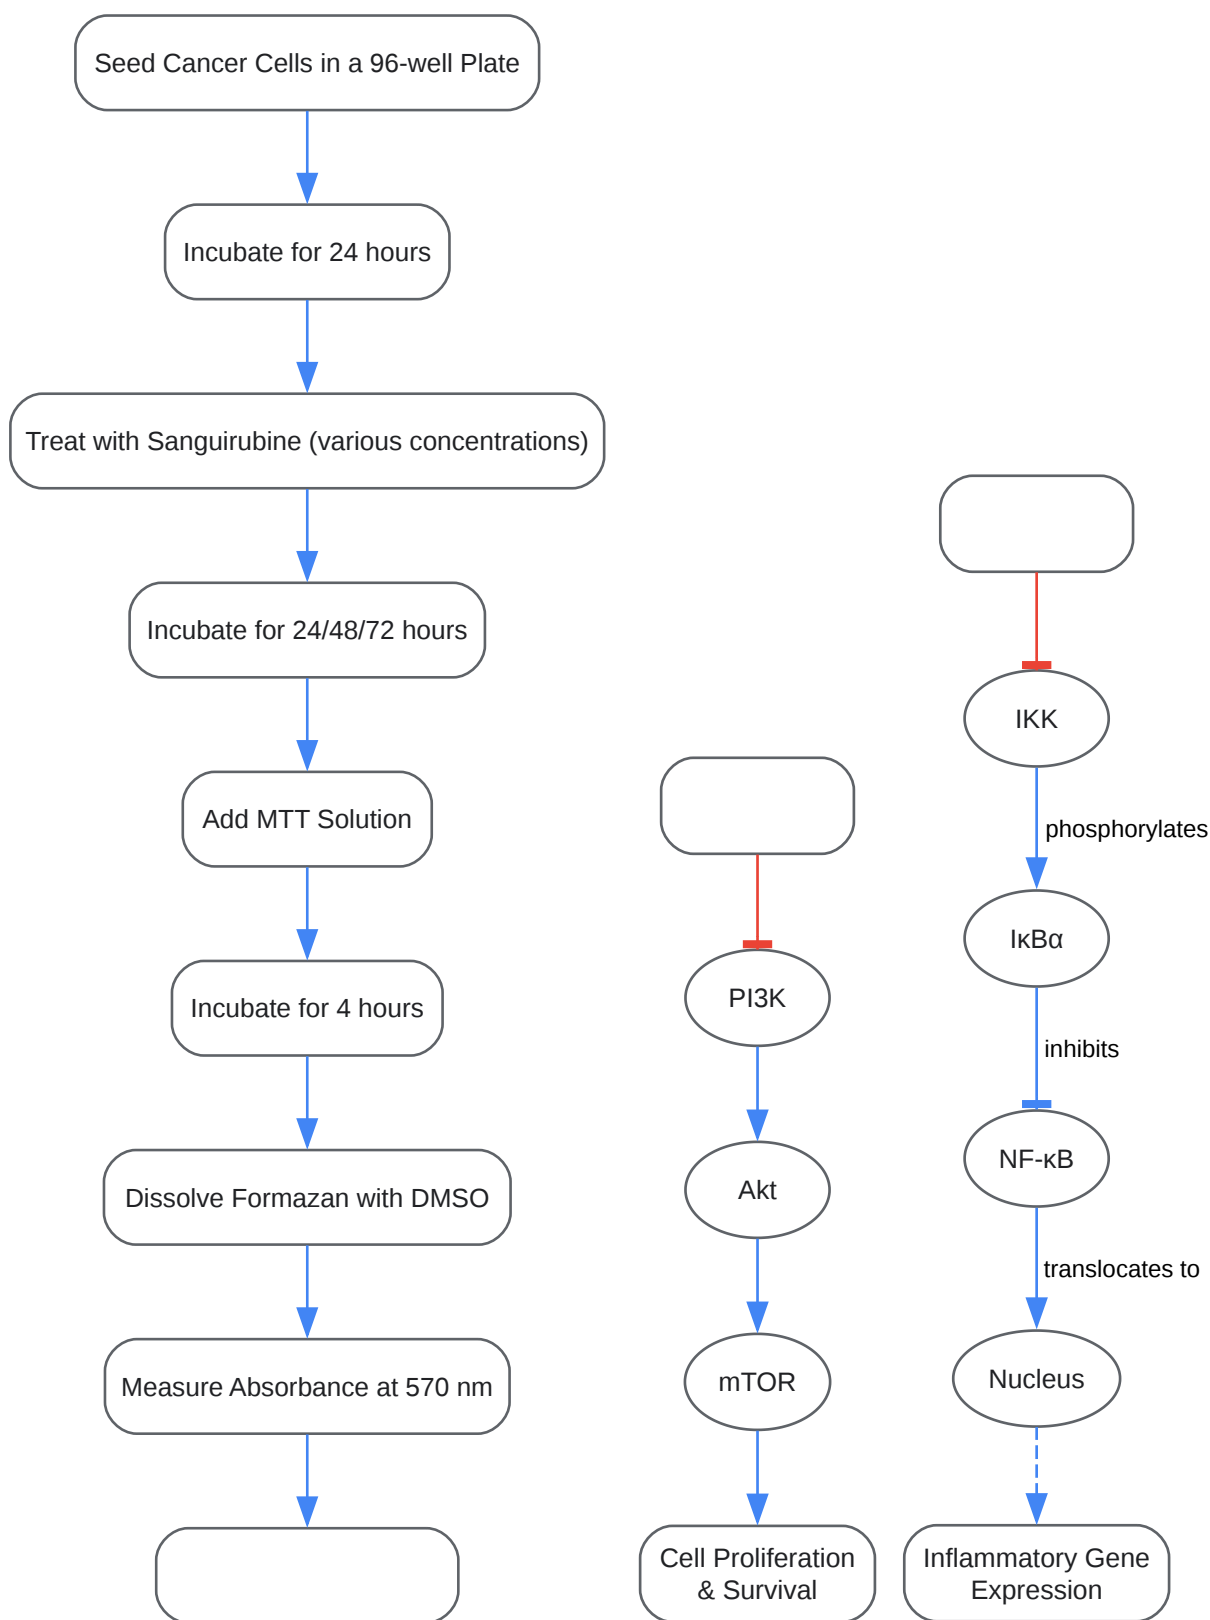 Seed Cancer Cells in a 96-well Plate
Incubate for 24 hours
Treat with Sanguirubine (various concentrations)
Incubate for 24/48/72 hours
Add MTT Solution
Incubate for 4 hours
Dissolve Formazan with DMSO
Measure Absorbance at 570 nm
PI3K
Akt
mTOR
Cell Proliferation
& Survival
IKK
phosphorylates
IκBα
inhibits
NF-κB
translocates to
Nucleus
Inflammatory Gene
Expression